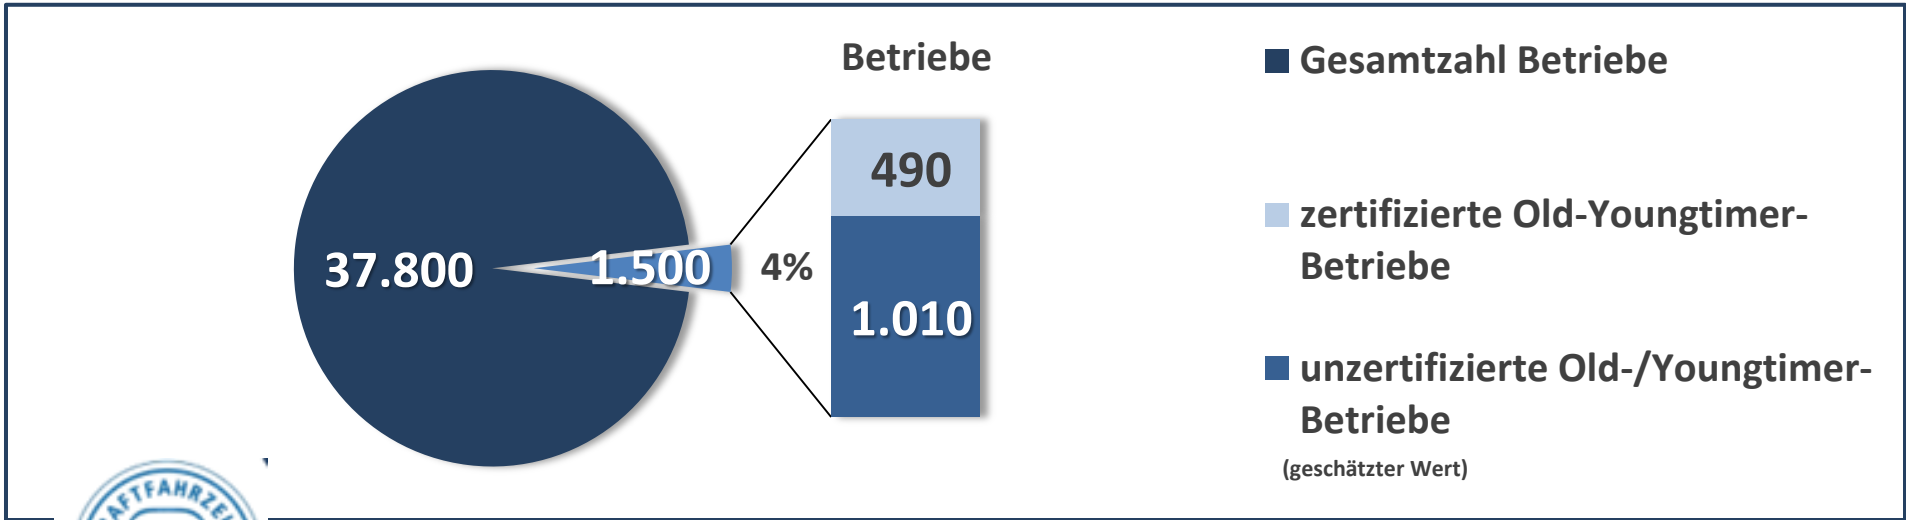 Betriebe
37.800
1.500
4%
490
1.010
Gesamtzahl Betriebe
zertifizierte Old-Youngtimer-
Betriebe
unzertifizierte Old-/Youngtimer-
Betriebe
(geschätzter Wert)